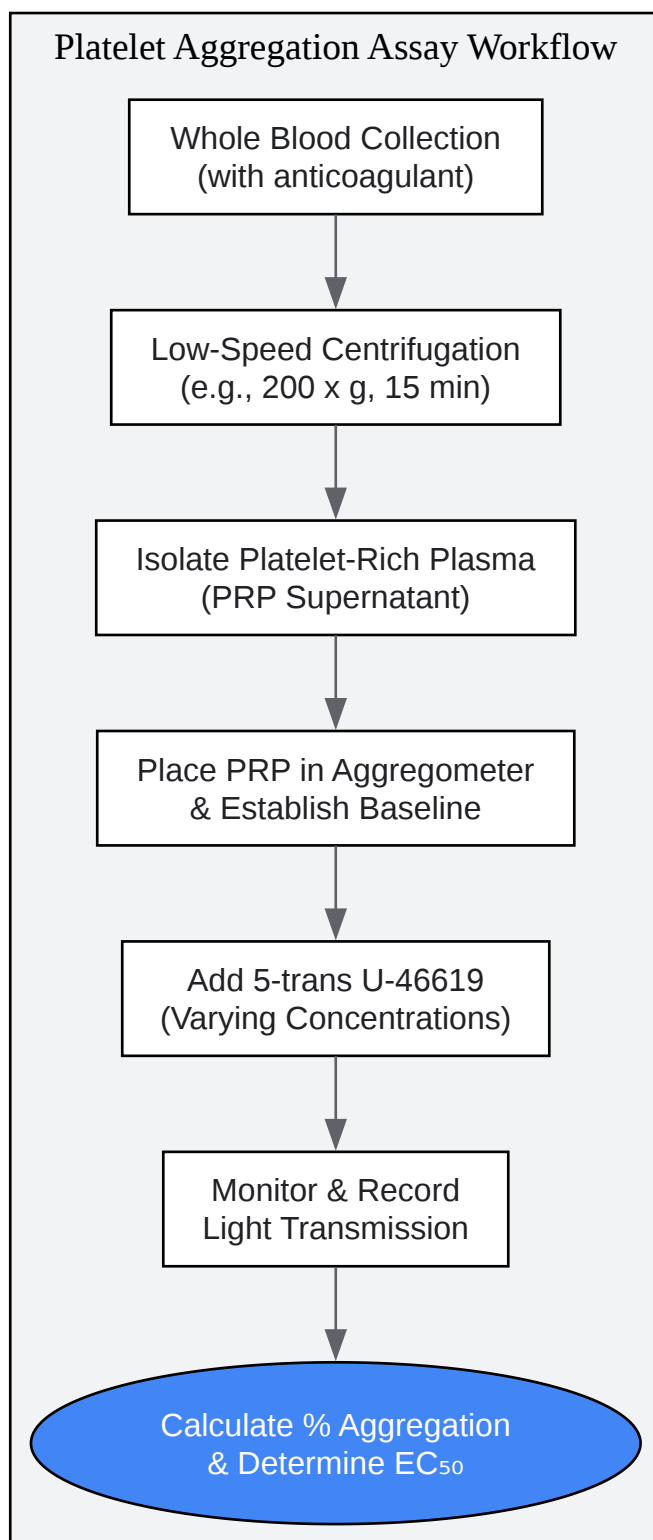 Platelet Aggregation Assay Workflow
Whole Blood Collection
(with anticoagulant)
Low-Speed Centrifugation
(e.g., 200 x g, 15 min)
Isolate Platelet-Rich Plasma
(PRP Supernatant)
Place PRP in Aggregometer
& Establish Baseline
Add 5-trans U-46619
(Varying Concentrations)
Monitor & Record
Light Transmission
Calculate % Aggregation
& Determine EC₅₀